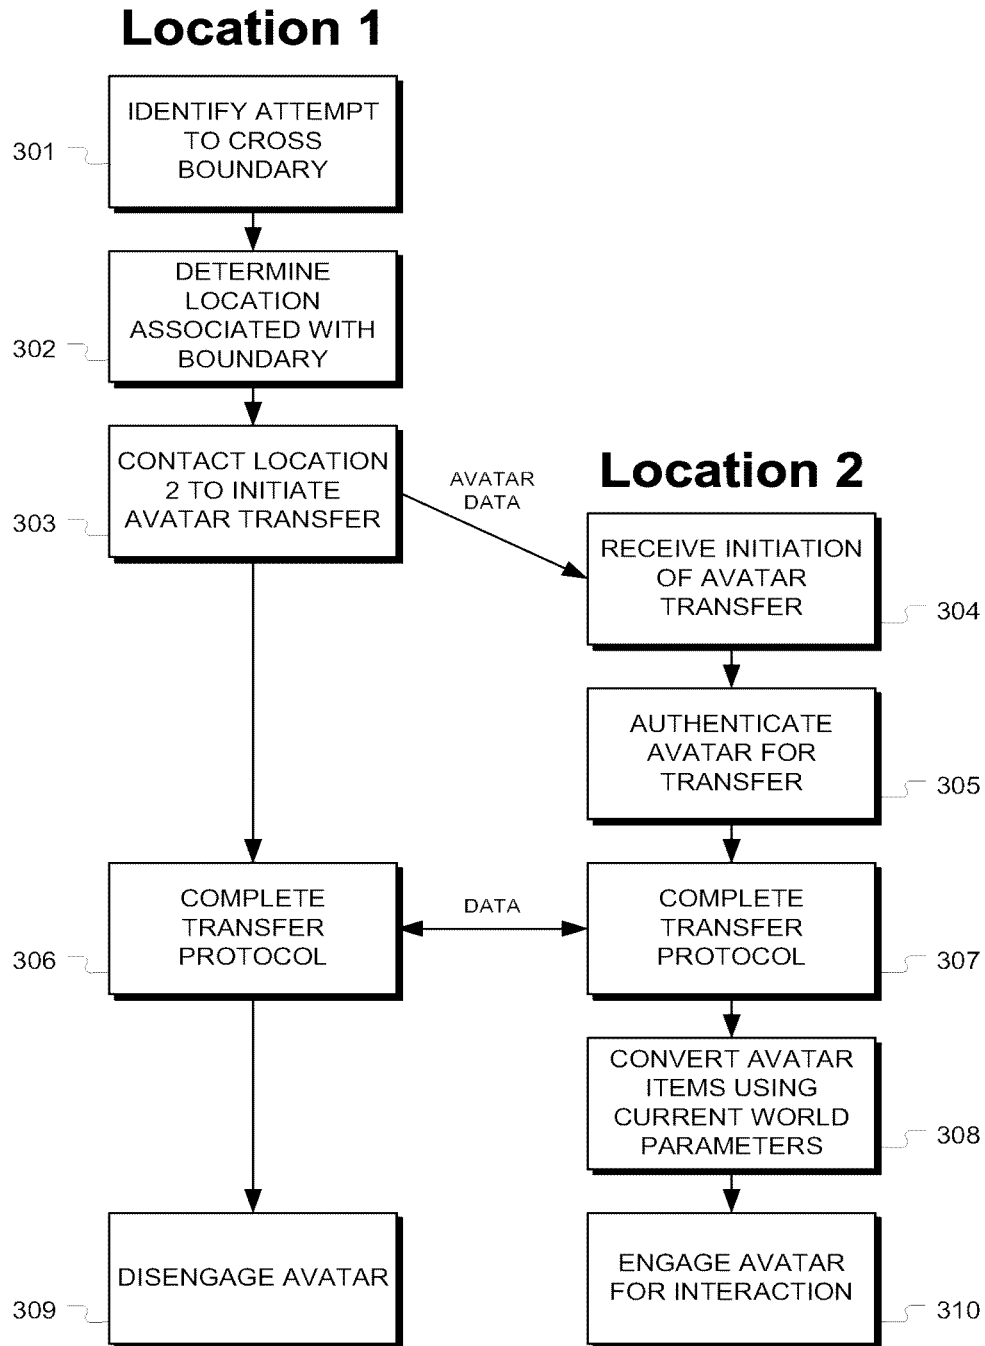 Location 1
IDENTIFY ATTEMPT
TO CROSS
BOUNDARY
301
DETERMINE
LOCATION
ASSOCIATED WITH
BOUNDARY
302
CONTACT LOCATION
2 TO INITIATE
AVATAR TRANSFER
303
AVATAR
DATA
Location 2
RECEIVE INITIATION
OF AVATAR
TRANSFER
304
AUTHENTICATE
AVATAR FOR
TRANSFER
305
COMPLETE
TRANSFER
PROTOCOL
306
DATA
COMPLETE
TRANSFER
PROTOCOL
307
CONVERT AVATAR
ITEMS USING
CURRENT WORLD
PARAMETERS
308
DISENGAGE AVATAR
309
ENGAGE AVATAR
FOR INTERACTION
310